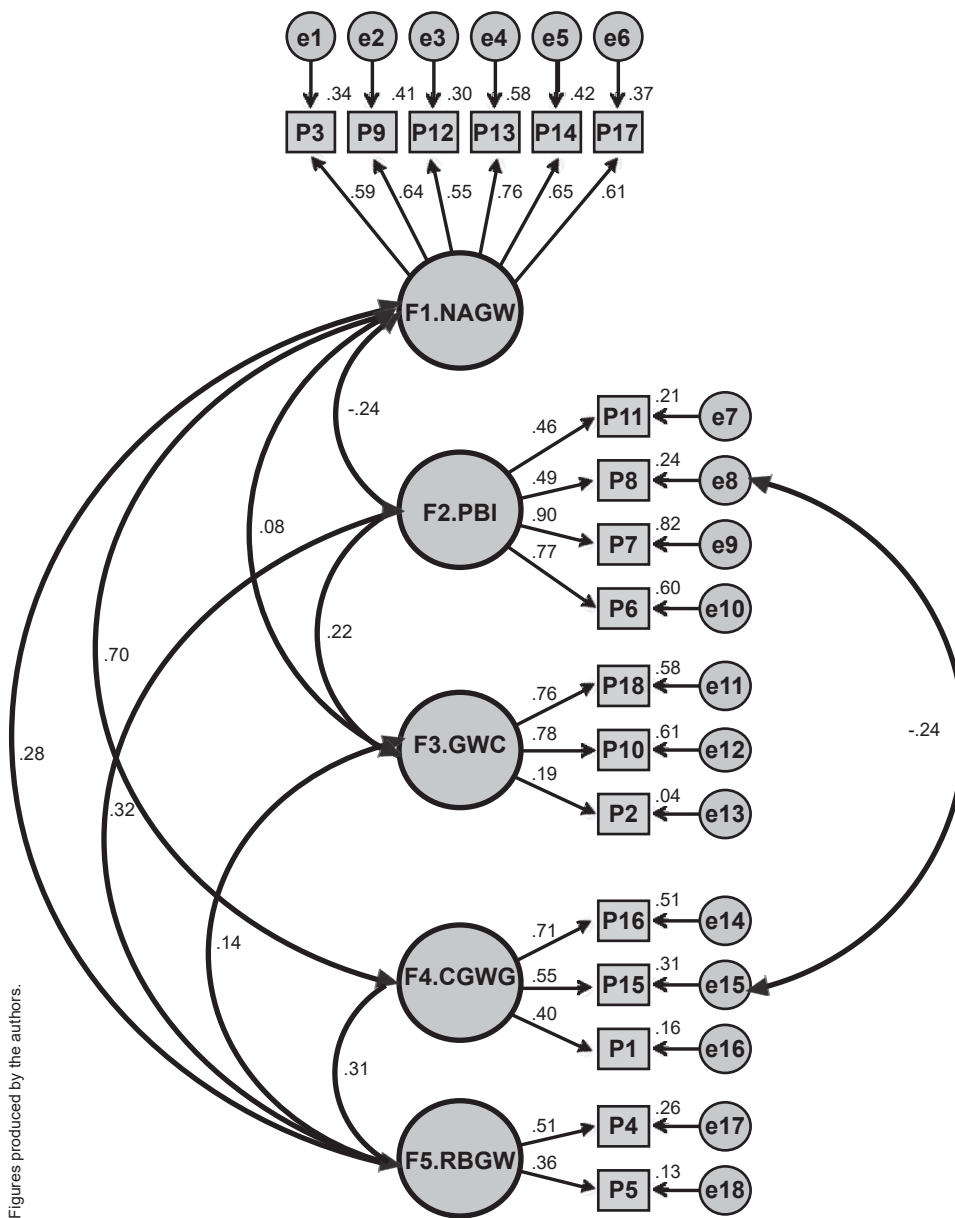 e1 e2 e3 e4 e5 e6
.34 .41 .30 .58 .42 .37
P3 P9 P12 P13 P14 P17
.59 .64 .55 .76 .65 .61
F1.NAGW
-.24
.21
P11 e7
.46
.24
P8 e8
.49
F2.PBI
.90
.82
P7 e9
.77
.60
P6 e10
.08
.22
.70
.58
P18 e11
.76
.61
P10 e12
.78
F3.GWC
.19
.04
P2 e13
-.24
.28
.32
.51
P16 e14
.71
.14
.31
P15 e15
.55
F4.CGWG
.40
.16
P1 e16
.31
.26
P4 e17
.51
F5.RBGW
.36
.13
P5 e18
Figures produced by the authors.